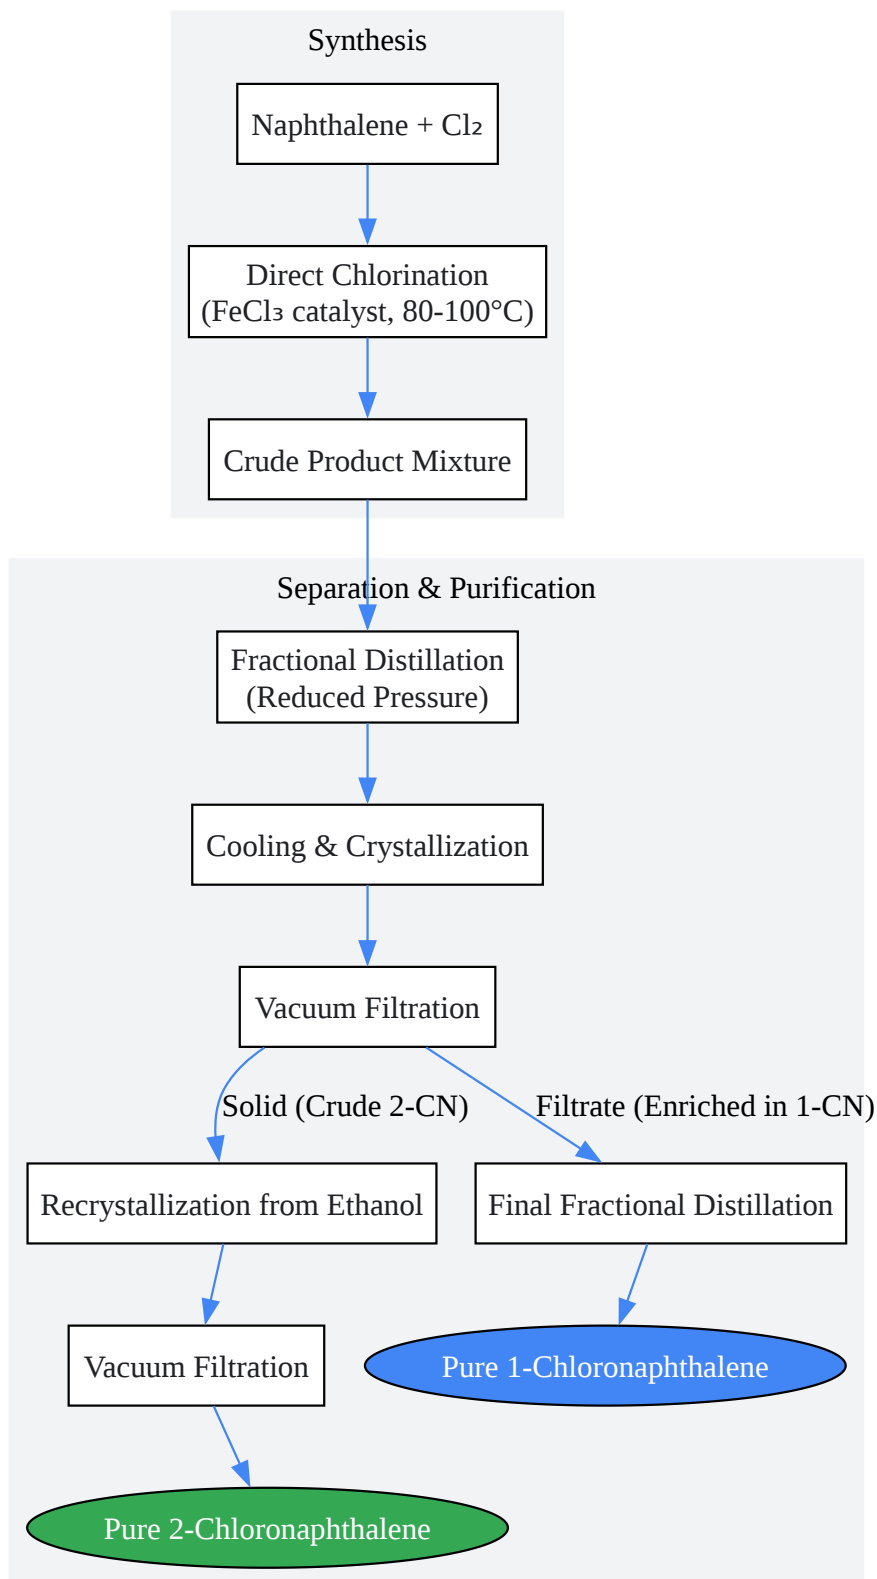 Synthesis
Naphthalene + Cl₂
Direct Chlorination
(FeCl₃ catalyst, 80-100°C)
Crude Product Mixture
Separation & Purification
Fractional Distillation
(Reduced Pressure)
Cooling & Crystallization
Vacuum Filtration
Solid (Crude 2-CN)
Filtrate (Enriched in 1-CN)
Recrystallization from Ethanol
Final Fractional Distillation
Vacuum Filtration
Pure 1-Chloronaphthalene
Pure 2-Chloronaphthalene